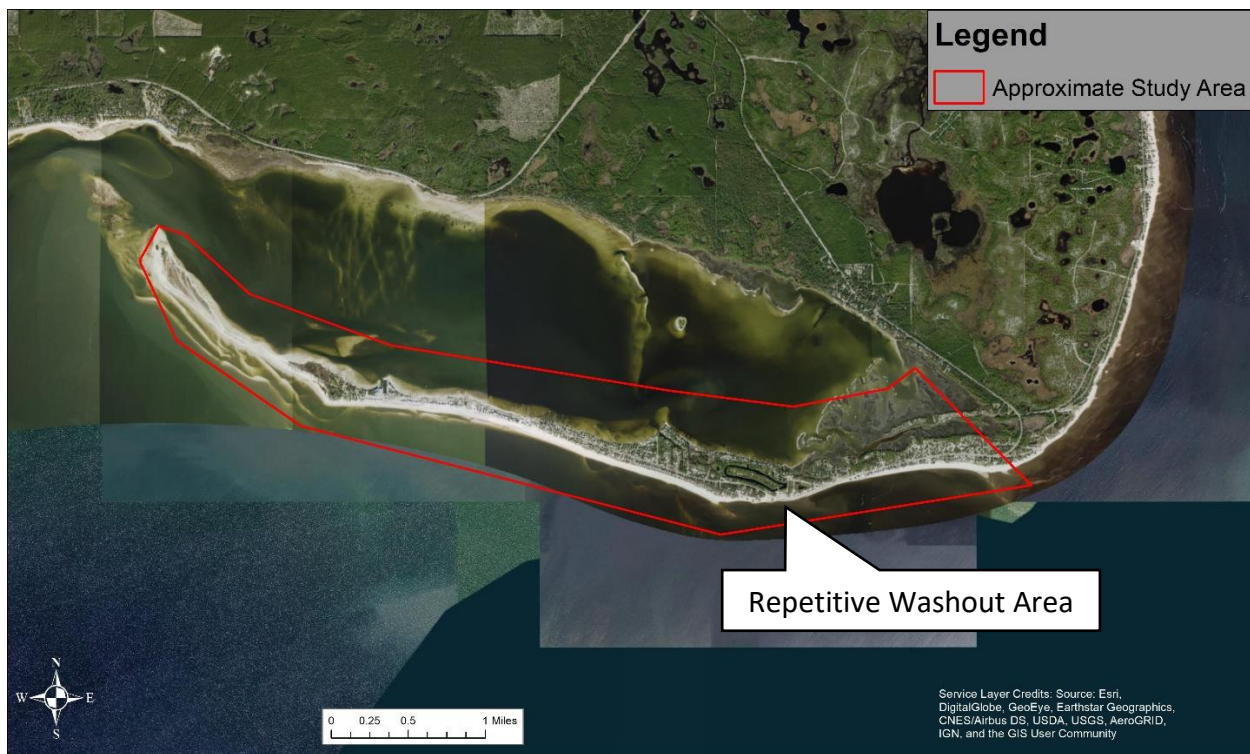 Legend
Approximate Study Area
Repetitive Washout Area
N
W E
S
0 0.25 0.5 1 Miles
Service Layer Credits: Source: Esri,
DigitalGlobe, GeoEye, Earthstar Geographics,
CNES/Airbus DS, USDA, USGS, AeroGRID,
IGN, and the GIS User Community